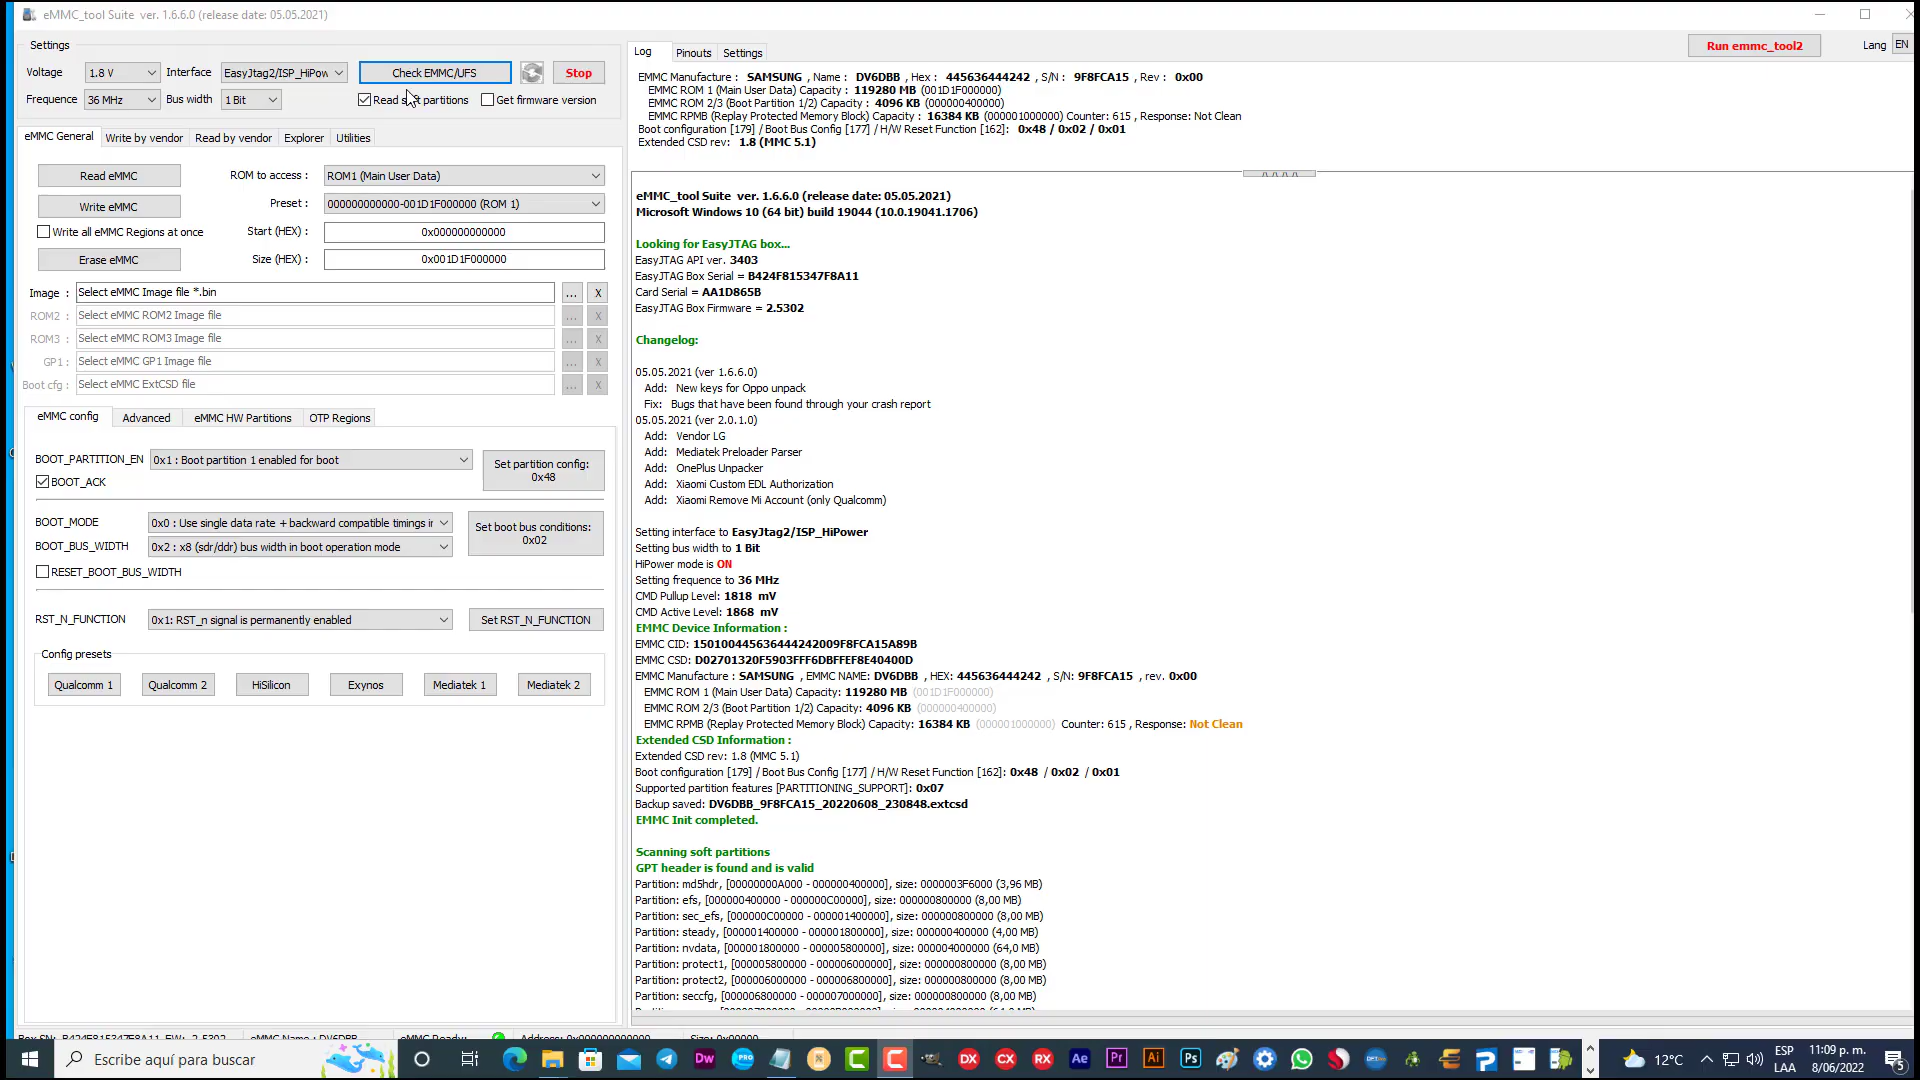 eMMC_tool Suite ver. 1.6.6.0 (release date: 05.05.2021)
Settings
Voltage 1.8 V Interface EasyJtag2/ISP_HiPow Check EMMC/UFS Stop
Frequence 36 MHz Bus width 1 Bit Read soft partitions Get firmware version
eMMC General Write by vendor Read by vendor Explorer Utilities
Read eMMC ROM to access : ROM1 (Main User Data)
Write eMMC Preset : 000000000000-001D1F000000 (ROM 1)
Write all eMMC Regions at once Start (HEX) : 0x000000000000
Erase eMMC Size (HEX) : 0x001D1F000000
Image : Select eMMC Image file *.bin ... X
ROM2 : Select eMMC ROM2 Image file ... X
ROM3 : Select eMMC ROM3 Image file ... X
GP1 : Select eMMC GP1 Image file ... X
Boot cfg : Select eMMC ExtCSD file ... X
eMMC config Advanced eMMC HW Partitions OTP Regions
BOOT_PARTITION_EN 0x1 : Boot partition 1 enabled for boot
Set partition config: 0x48
BOOT_ACK
BOOT_MODE 0x0 : Use single data rate + backward compatible timings ir
Set boot bus conditions: 0x02
BOOT_BUS_WIDTH 0x2 : x8 (sdr/ddr) bus width in boot operation mode
RESET_BOOT_BUS_WIDTH
RST_N_FUNCTION 0x1: RST_n signal is permanently enabled Set RST_N_FUNCTION
Config presets
Qualcomm 1 Qualcomm 2 HiSilicon Exynos Mediatek 1 Mediatek 2
Log Pinouts Settings Run emmc_tool2 Lang EN
EMMC Manufacture : SAMSUNG , Name : DV6DBB , Hex : 445636444242 , S/N : 9F8FCA15 , Rev : 0x00
EMMC ROM 1 (Main User Data) Capacity : 119280 MB (001D1F000000)
EMMC ROM 2/3 (Boot Partition 1/2) Capacity : 4096 KB (000000400000)
EMMC RPMB (Replay Protected Memory Block) Capacity : 16384 KB (000001000000) Counter: 615 , Response: Not Clean
Boot configuration [179] / Boot Bus Config [177] / H/W Reset Function [162]: 0x48 / 0x02 / 0x01
Extended CSD rev: 1.8 (MMC 5.1)
eMMC_tool Suite ver. 1.6.6.0 (release date: 05.05.2021)
Microsoft Windows 10 (64 bit) build 19044 (10.0.19041.1706)
Looking for EasyJTAG box...
EasyJTAG API ver. 3403
EasyJTAG Box Serial = B424F815347F8A11
Card Serial = AA1D865B
EasyJTAG Box Firmware = 2.5302
Changelog:
05.05.2021 (ver 1.6.6.0)
Add: New keys for Oppo unpack
Fix: Bugs that have been found through your crash report
05.05.2021 (ver 2.0.1.0)
Add: Vendor LG
Add: Mediatek Preloader Parser
Add: OnePlus Unpacker
Add: Xiaomi Custom EDL Authorization
Add: Xiaomi Remove Mi Account (only Qualcomm)
Setting interface to EasyJtag2/ISP_HiPower
Setting bus width to 1 Bit
HiPower mode is ON
Setting frequence to 36 MHz
CMD Pullup Level: 1818 mV
CMD Active Level: 1868 mV
EMMC Device Information :
EMMC CID: 150100445636444242009F8FCA15A89B
EMMC CSD: D02701320F5903FFF6DBFFEF8E40400D
EMMC Manufacture : SAMSUNG , EMMC NAME: DV6DBB , HEX: 445636444242 , S/N: 9F8FCA15 , rev. 0x00
EMMC ROM 1 (Main User Data) Capacity: 119280 MB (001D1F000000)
EMMC ROM 2/3 (Boot Partition 1/2) Capacity: 4096 KB (000000400000)
EMMC RPMB (Replay Protected Memory Block) Capacity: 16384 KB (000001000000) Counter: 615 , Response: Not Clean
Extended CSD Information :
Extended CSD rev: 1.8 (MMC 5.1)
Boot configuration [179] / Boot Bus Config [177] / H/W Reset Function [162]: 0x48 / 0x02 / 0x01
Supported partition features [PARTITIONING_SUPPORT]: 0x07
Backup saved: DV6DBB_9F8FCA15_20220608_230848.extcsd
EMMC Init completed.
Scanning soft partitions
GPT header is found and is valid
Partition: md5hdr, [00000000A000 - 000000400000], size: 0000003F6000 (3,96 MB)
Partition: efs, [000000400000 - 000000C00000], size: 000000800000 (8,00 MB)
Partition: sec_efs, [000000C00000 - 000001400000], size: 000000800000 (8,00 MB)
Partition: steady, [000001400000 - 000001800000], size: 000000400000 (4,00 MB)
Partition: nvdata, [000001800000 - 000005800000], size: 000004000000 (64,0 MB)
Partition: protect1, [000005800000 - 000006000000], size: 000000800000 (8,00 MB)
Partition: protect2, [000006000000 - 000006800000], size: 000000800000 (8,00 MB)
Partition: seccfg, [000006800000 - 000007000000], size: 000000800000 (8,00 MB)
Escribe aquí para buscar
Dw PRO DX CX RX Ae Pr Ai Ps
12°C ESP LAA 11:09 p. m. 8/06/2022 5